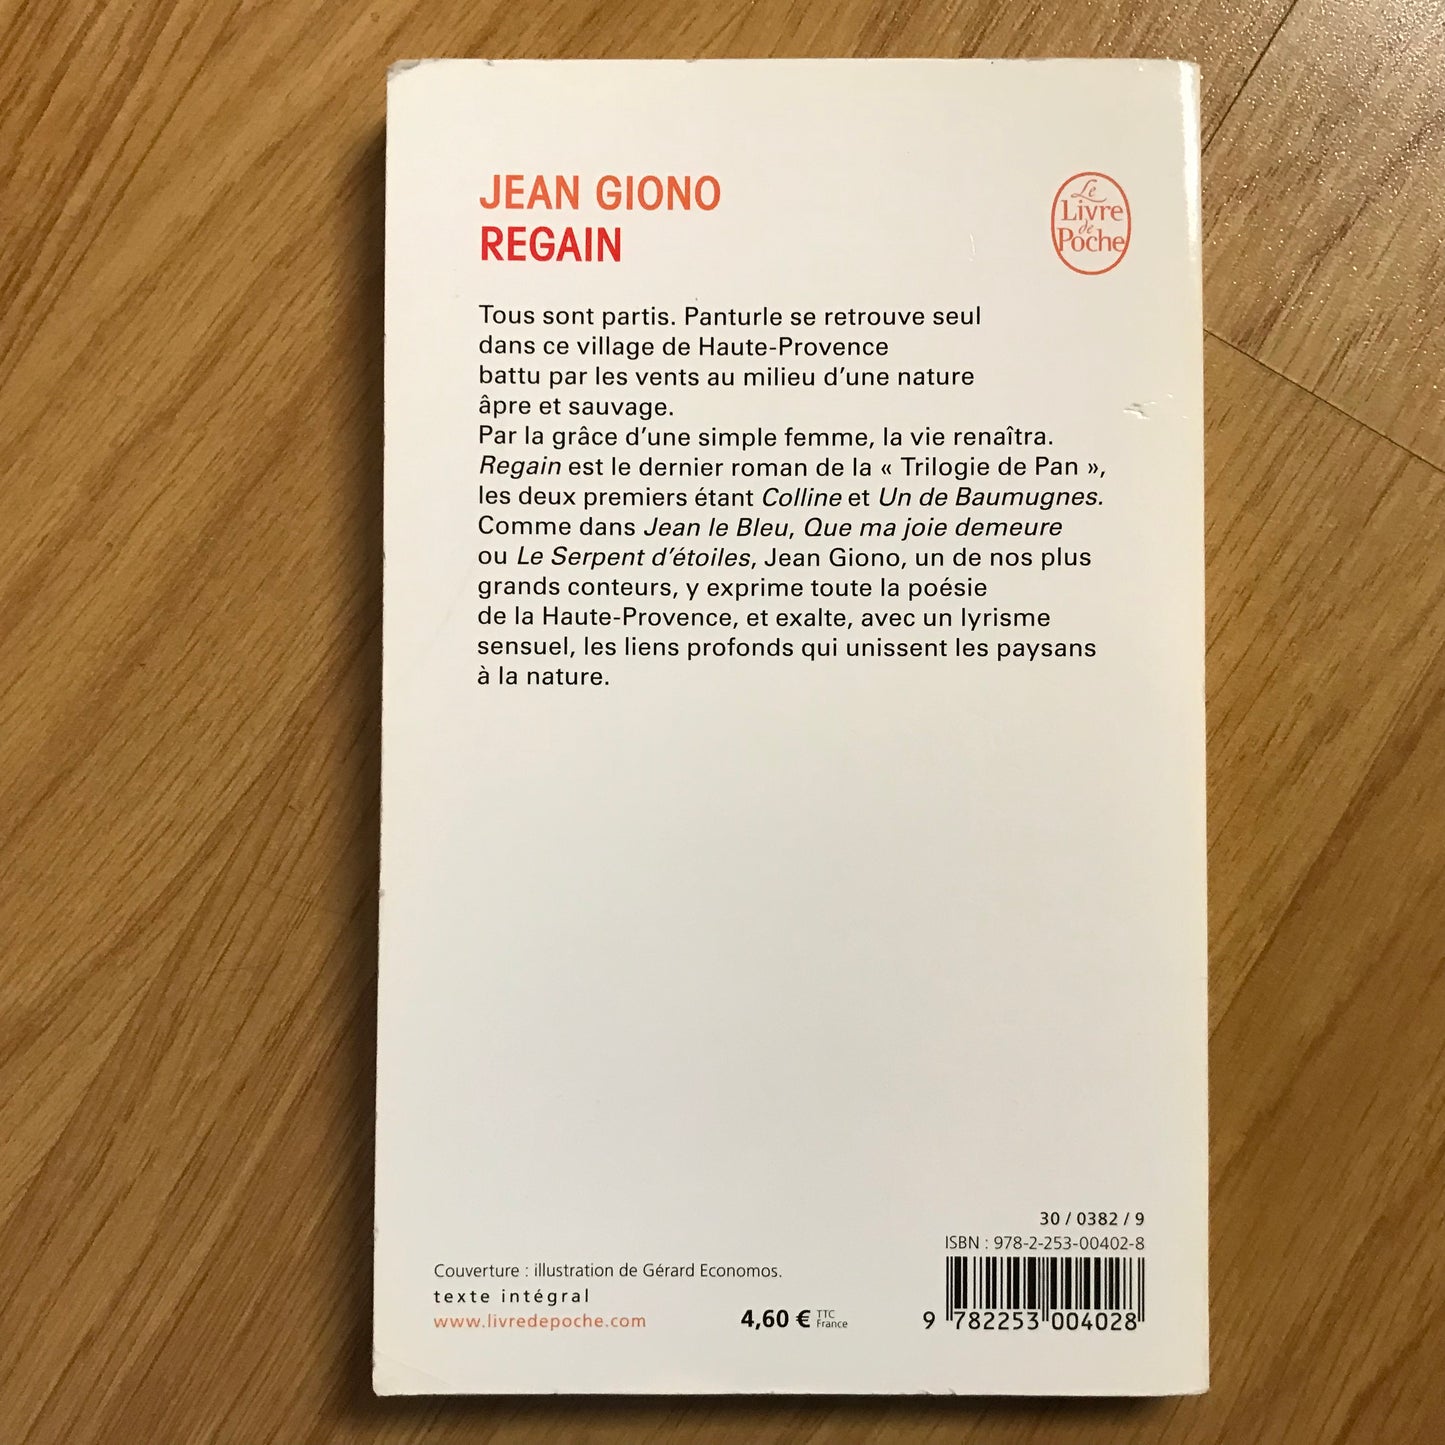 JEAN GIONO
REGAIN
Le
Livre
de
Poche
Tous sont partis. Panturle se retrouve seul
dans ce village de Haute-Provence
battu par les vents au milieu d’une nature
âpre et sauvage.
Par la grâce d’une simple femme, la vie renaîtra.
Regain est le dernier roman de la « Trilogie de Pan »,
les deux premiers étant Colline et Un de Baumugnes.
Comme dans Jean le Bleu, Que ma joie demeure
ou Le Serpent d’étoiles, Jean Giono, un de nos plus
grands conteurs, y exprime toute la poésie
de la Haute-Provence, et exalte, avec un lyrisme
sensuel, les liens profonds qui unissent les paysans
à la nature.
30 / 0382 / 9
ISBN : 978-2-253-00402-8
Couverture : illustration de Gérard Economos.
texte intégral
www.livredepoche.com
4,60 € TTC
France
9 782253 004028